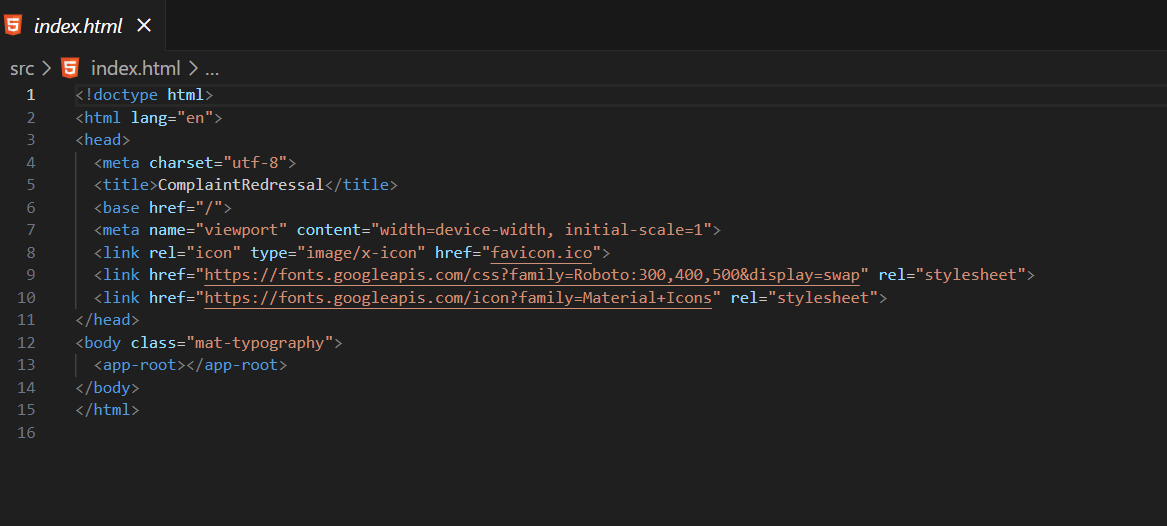 index.html
src > index.html > ...
1 <!doctype html>
2 <html lang="en">
3 <head>
4   <meta charset="utf-8">
5   <title>ComplaintRedressal</title>
6   <base href="/">
7   <meta name="viewport" content="width=device-width, initial-scale=1">
8   <link rel="icon" type="image/x-icon" href="favicon.ico">
9   <link href="https://fonts.googleapis.com/css?family=Roboto:300,400,500&display=swap" rel="stylesheet">
10   <link href="https://fonts.googleapis.com/icon?family=Material+Icons" rel="stylesheet">
11 </head>
12 <body class="mat-typography">
13   <app-root></app-root>
14 </body>
15 </html>
16